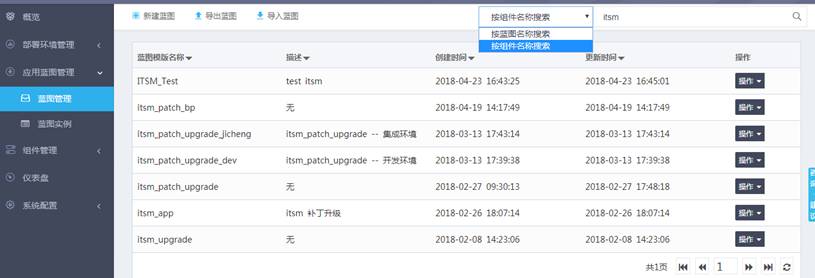 概览
部署环境管理
应用蓝图管理
蓝图管理
蓝图实例
组件管理
仪表盘
系统配置
新建蓝图 导出蓝图 导入蓝图 按组件名称搜索 itsm
按蓝图名称搜索
按组件名称搜索
蓝图模版名称 描述 创建时间 更新时间 操作
ITSM_Test test itsm 2018-04-23 16:43:25 2018-04-23 16:45:01 操作
itsm_patch_bp 无 2018-04-19 14:17:49 2018-04-19 14:17:49 操作
itsm_patch_upgrade_jicheng itsm_patch_upgrade -- 集成环境 2018-03-13 17:43:14 2018-03-13 17:43:14 操作
itsm_patch_upgrade_dev itsm_patch_upgrade -- 开发环境 2018-03-13 17:39:38 2018-03-13 17:39:38 操作
itsm_patch_upgrade 无 2018-02-27 09:30:13 2018-02-27 17:48:18 操作
itsm_app itsm 补丁升级 2018-02-26 18:07:14 2018-02-26 18:07:14 操作
itsm_upgrade 无 2018-02-08 14:23:06 2018-02-08 14:23:06 操作
共1页 1